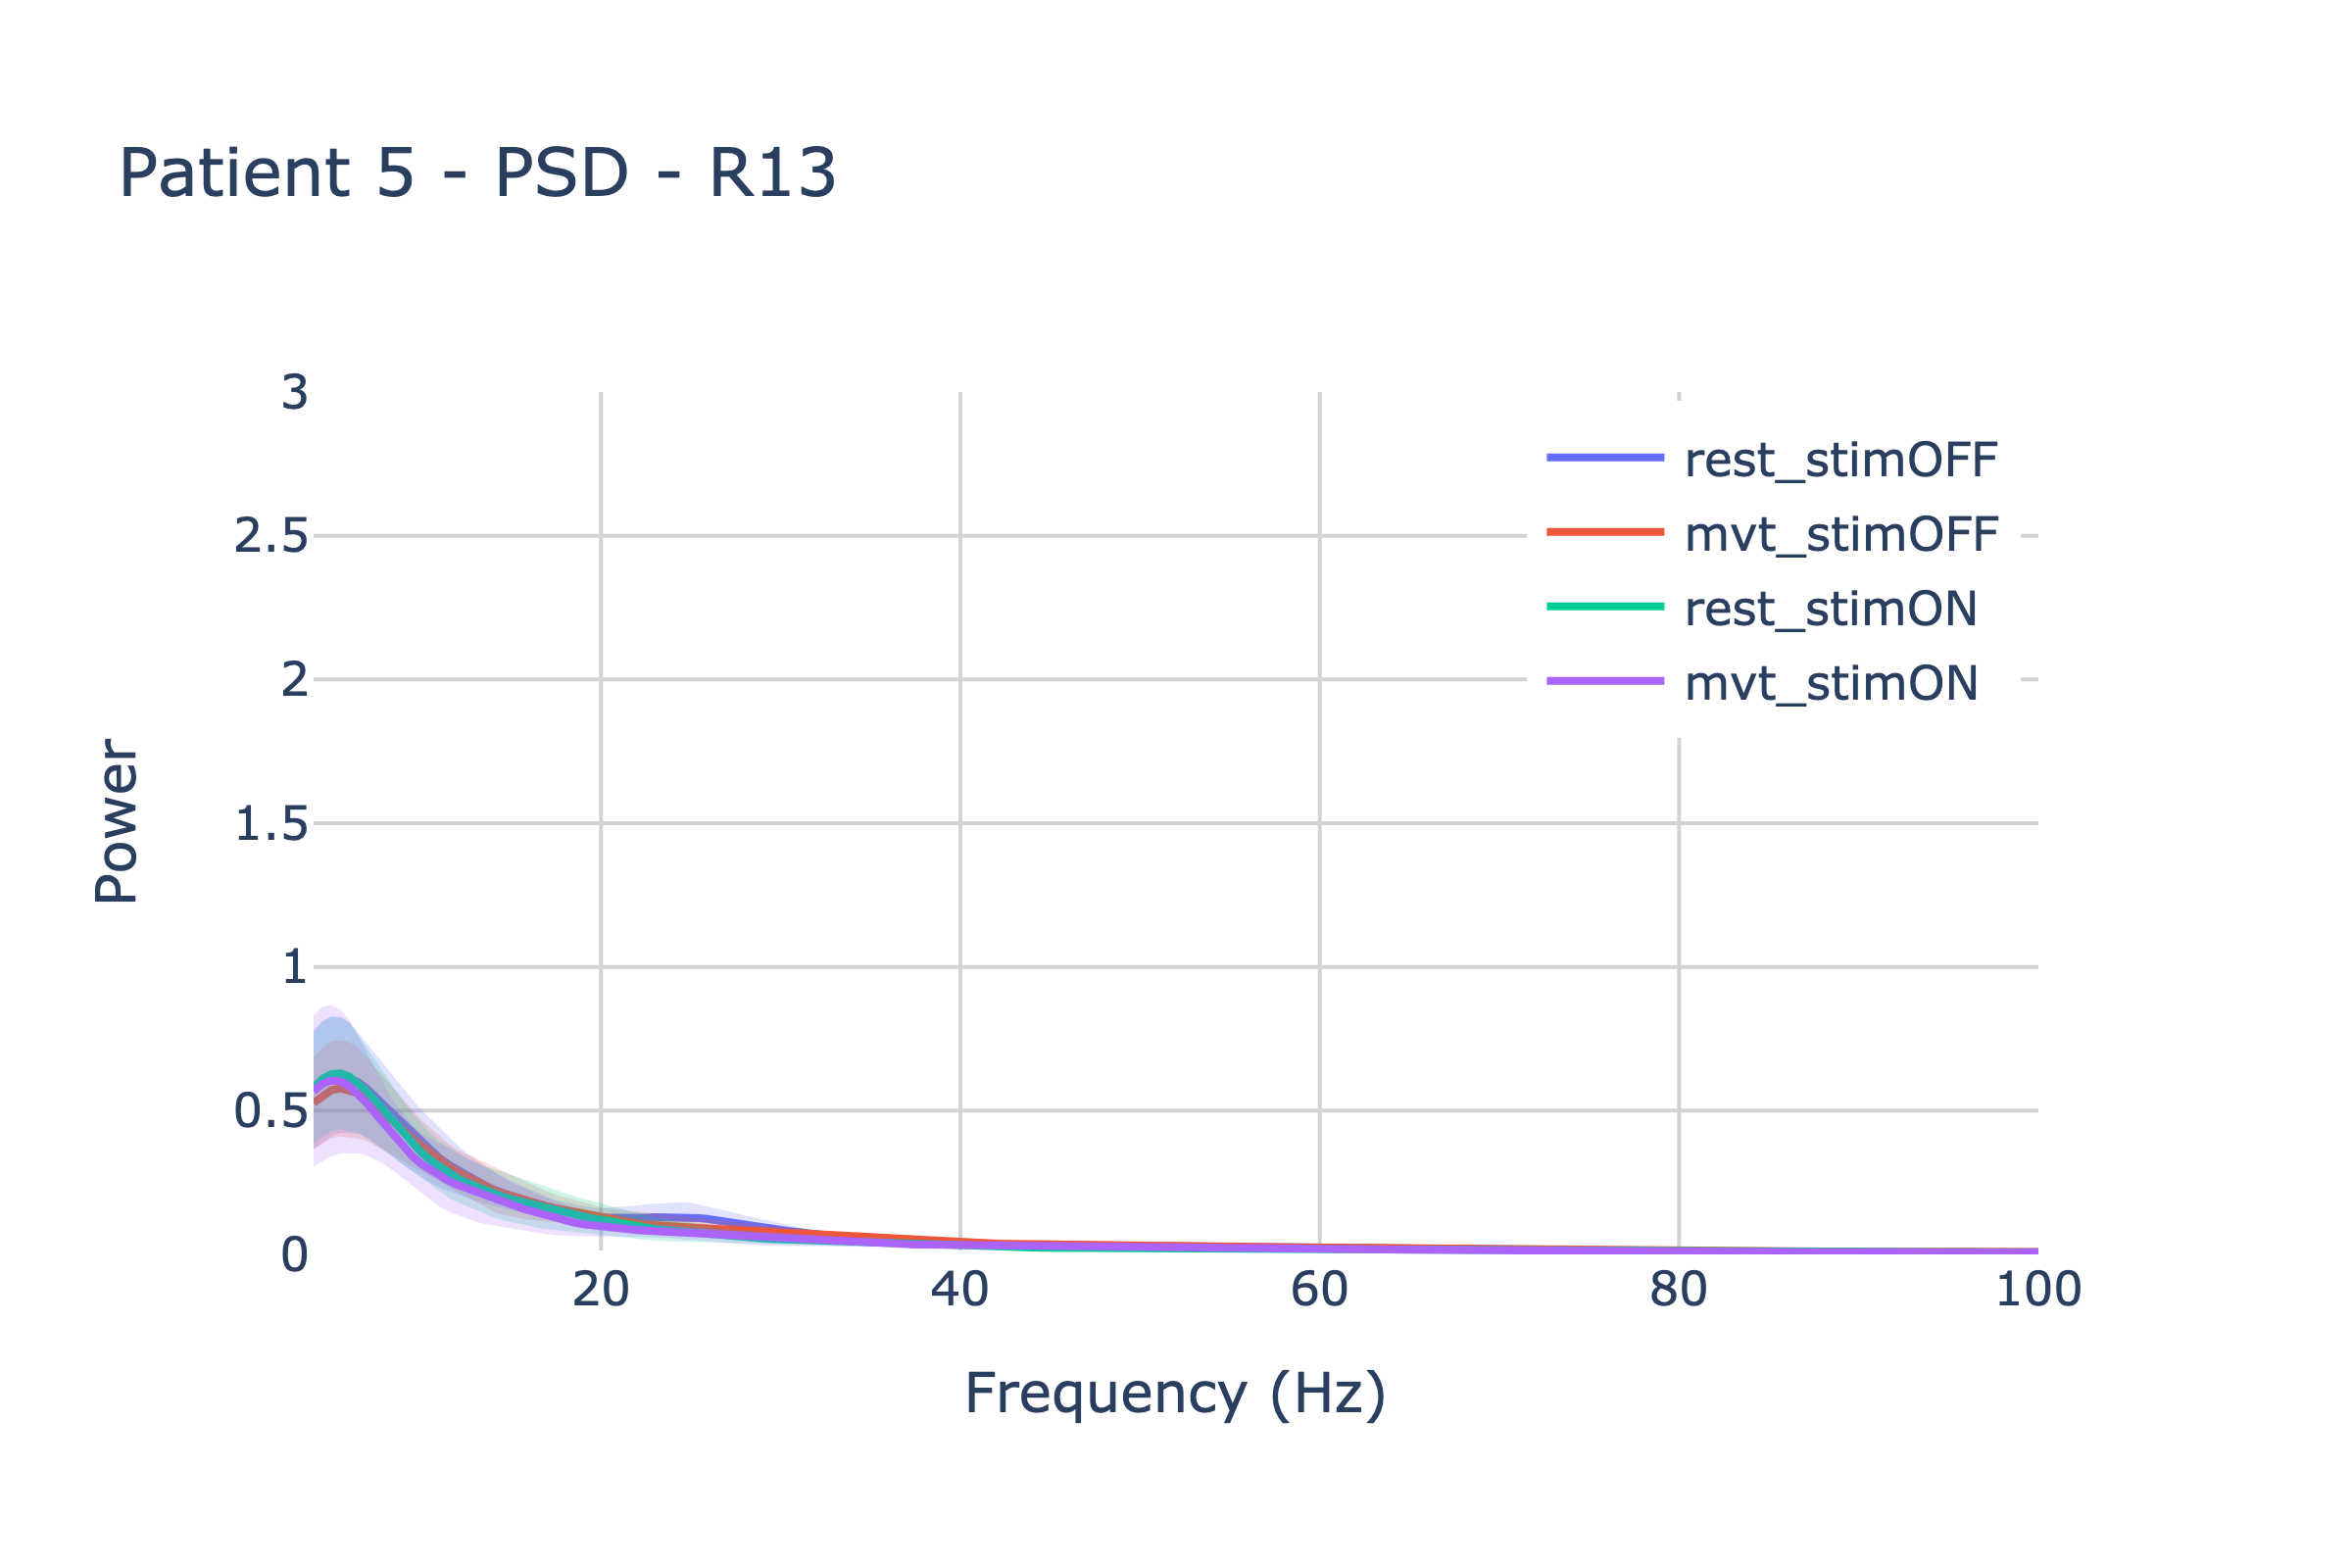 Patient 5 - PSD - R13
3
2.5
2
1.5
1
0.5
0
Power
rest_stimOFF
mvt_stimOFF
rest_stimON
mvt_stimON
20 40 60 80 100
Frequency (Hz)